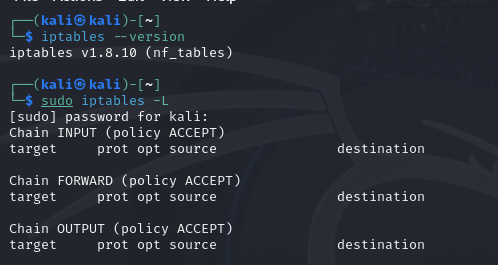 ┌──(kali㉿kali)-[~]
└─$ iptables --version
iptables v1.8.10 (nf_tables)
┌──(kali㉿kali)-[~]
└─$ sudo iptables -L
[sudo] password for kali:
Chain INPUT (policy ACCEPT)
target     prot opt source               destination
Chain FORWARD (policy ACCEPT)
target     prot opt source               destination
Chain OUTPUT (policy ACCEPT)
target     prot opt source               destination